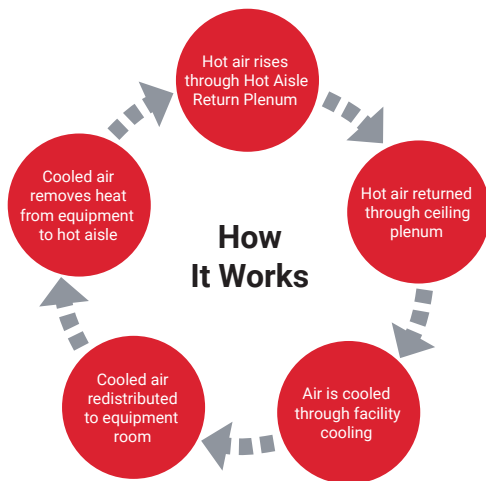 Hot air rises
through Hot Aisle
Return Plenum
Hot air returned
through ceiling
plenum
Air is cooled
through facility
cooling
Cooled air
redistributed
to equipment
room
Cooled air
removes heat
from equipment
to hot aisle
How
It Works